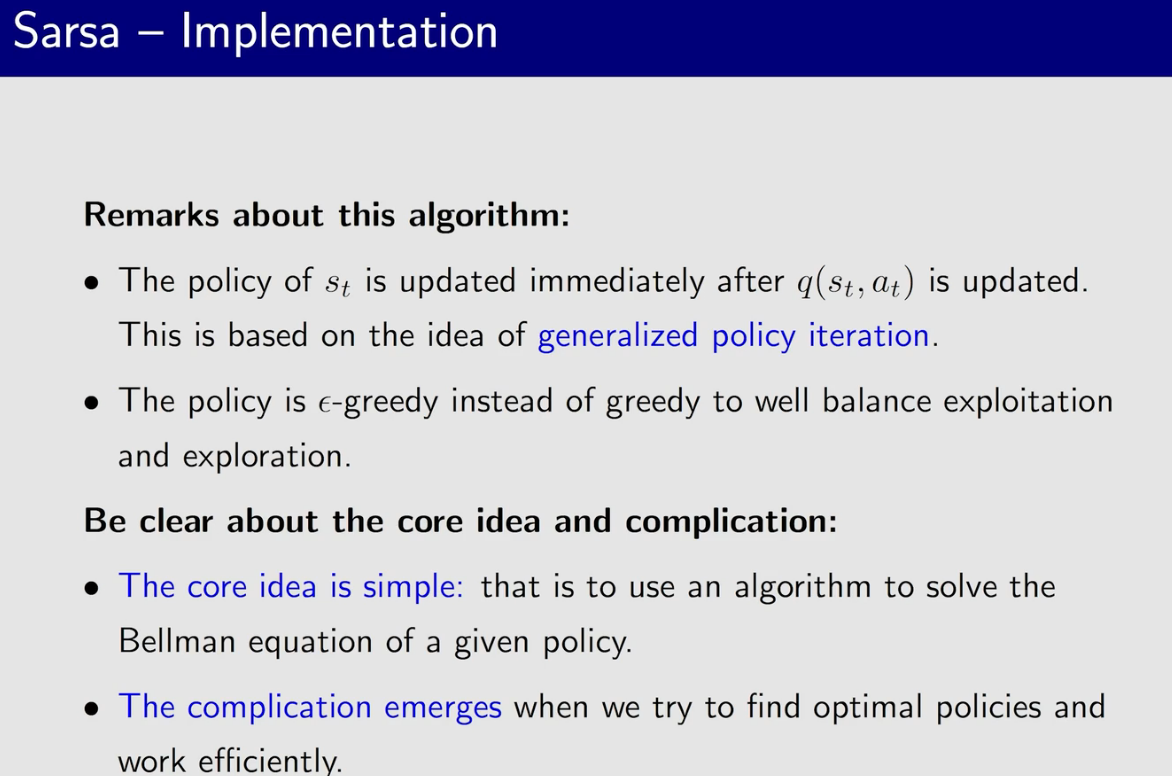 Sarsa – Implementation
Remarks about this algorithm:
• The policy of s_t is updated immediately after q(s_t, a_t) is updated.
This is based on the idea of generalized policy iteration.
• The policy is ϵ-greedy instead of greedy to well balance exploitation
and exploration.
Be clear about the core idea and complication:
• The core idea is simple: that is to use an algorithm to solve the
Bellman equation of a given policy.
• The complication emerges when we try to find optimal policies and
work efficiently.